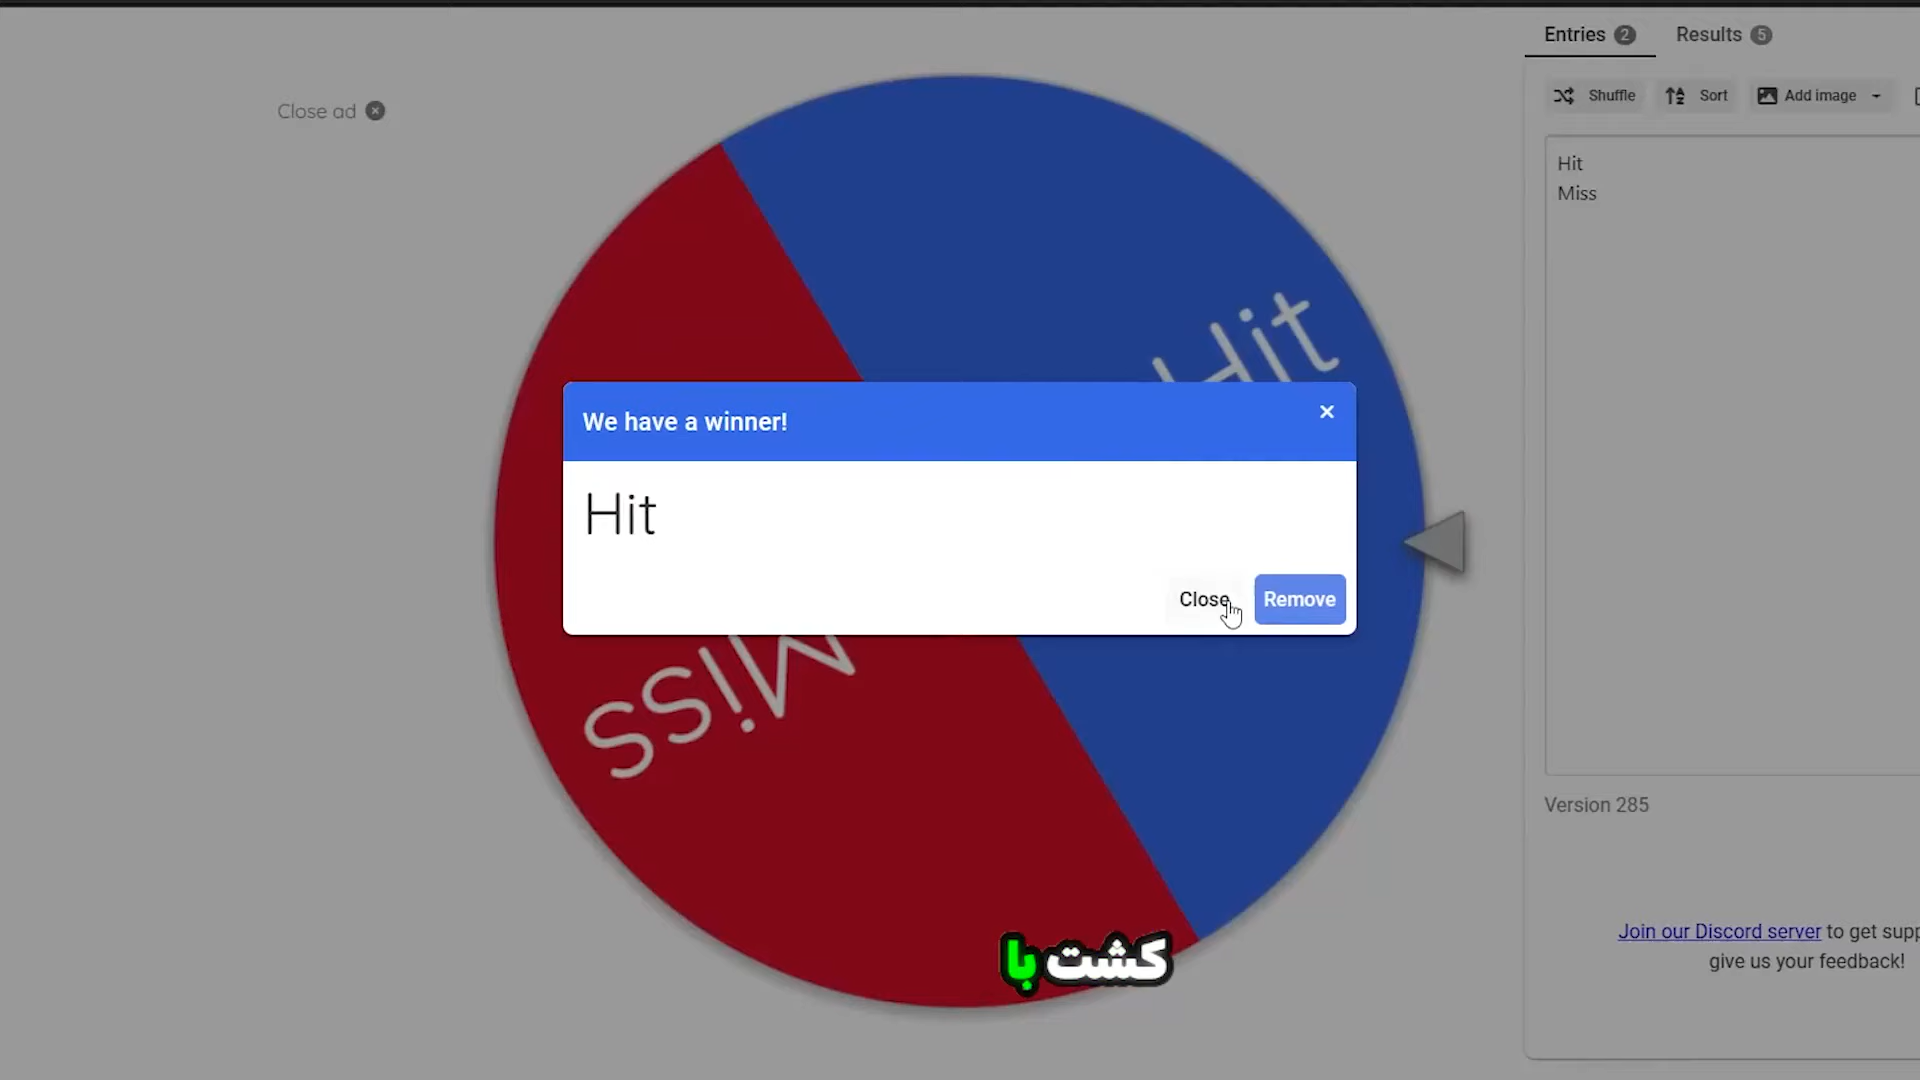 Entries 2 Results 5
Close ad
Shuffle Sort Add image
Hit
Miss
Hit
We have a winner!
Hit
Close Remove
Miss
Version 285
Join our Discord server to get supp
give us your feedback!
کشت با